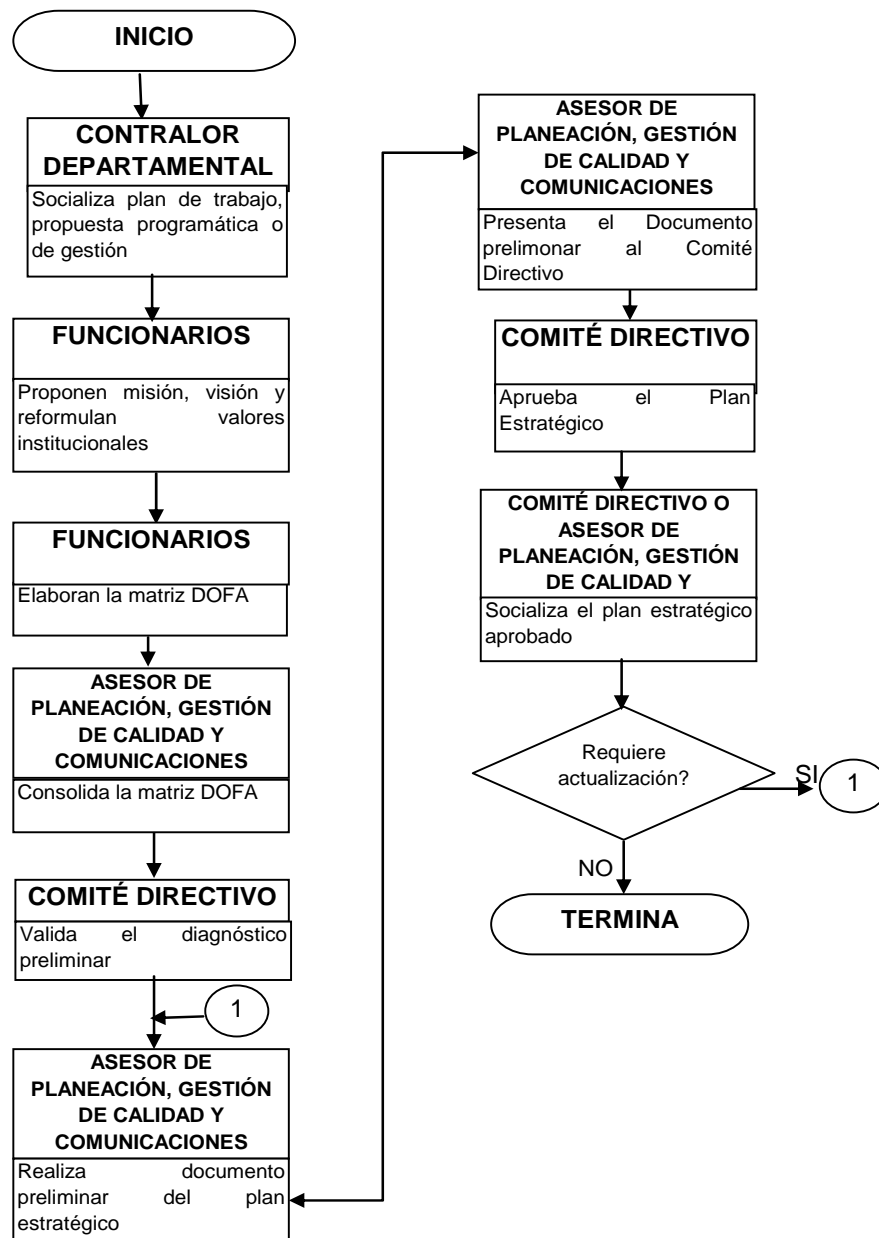 INICIO
CONTRALOR
DEPARTAMENTAL
Socializa plan de trabajo,
propuesta programática o
de gestión
FUNCIONARIOS
Proponen misión, visión y
reformulan valores
institucionales
FUNCIONARIOS
Elaboran la matriz DOFA
ASESOR DE
PLANEACIÓN, GESTIÓN
DE CALIDAD Y
COMUNICACIONES
Consolida la matriz DOFA
COMITÉ DIRECTIVO
Valida el diagnóstico
preliminar
1
ASESOR DE
PLANEACIÓN, GESTIÓN
DE CALIDAD Y
COMUNICACIONES
Realiza documento
preliminar del plan
estratégico
ASESOR DE
PLANEACIÓN, GESTIÓN
DE CALIDAD Y
COMUNICACIONES
Presenta el Documento
prelimonar al Comité
Directivo
COMITÉ DIRECTIVO
Aprueba el Plan
Estratégico
COMITÉ DIRECTIVO O
ASESOR DE
PLANEACIÓN, GESTIÓN
DE CALIDAD Y
Socializa el plan estratégico
aprobado
Requiere
actualización?
SI
1
NO
TERMINA